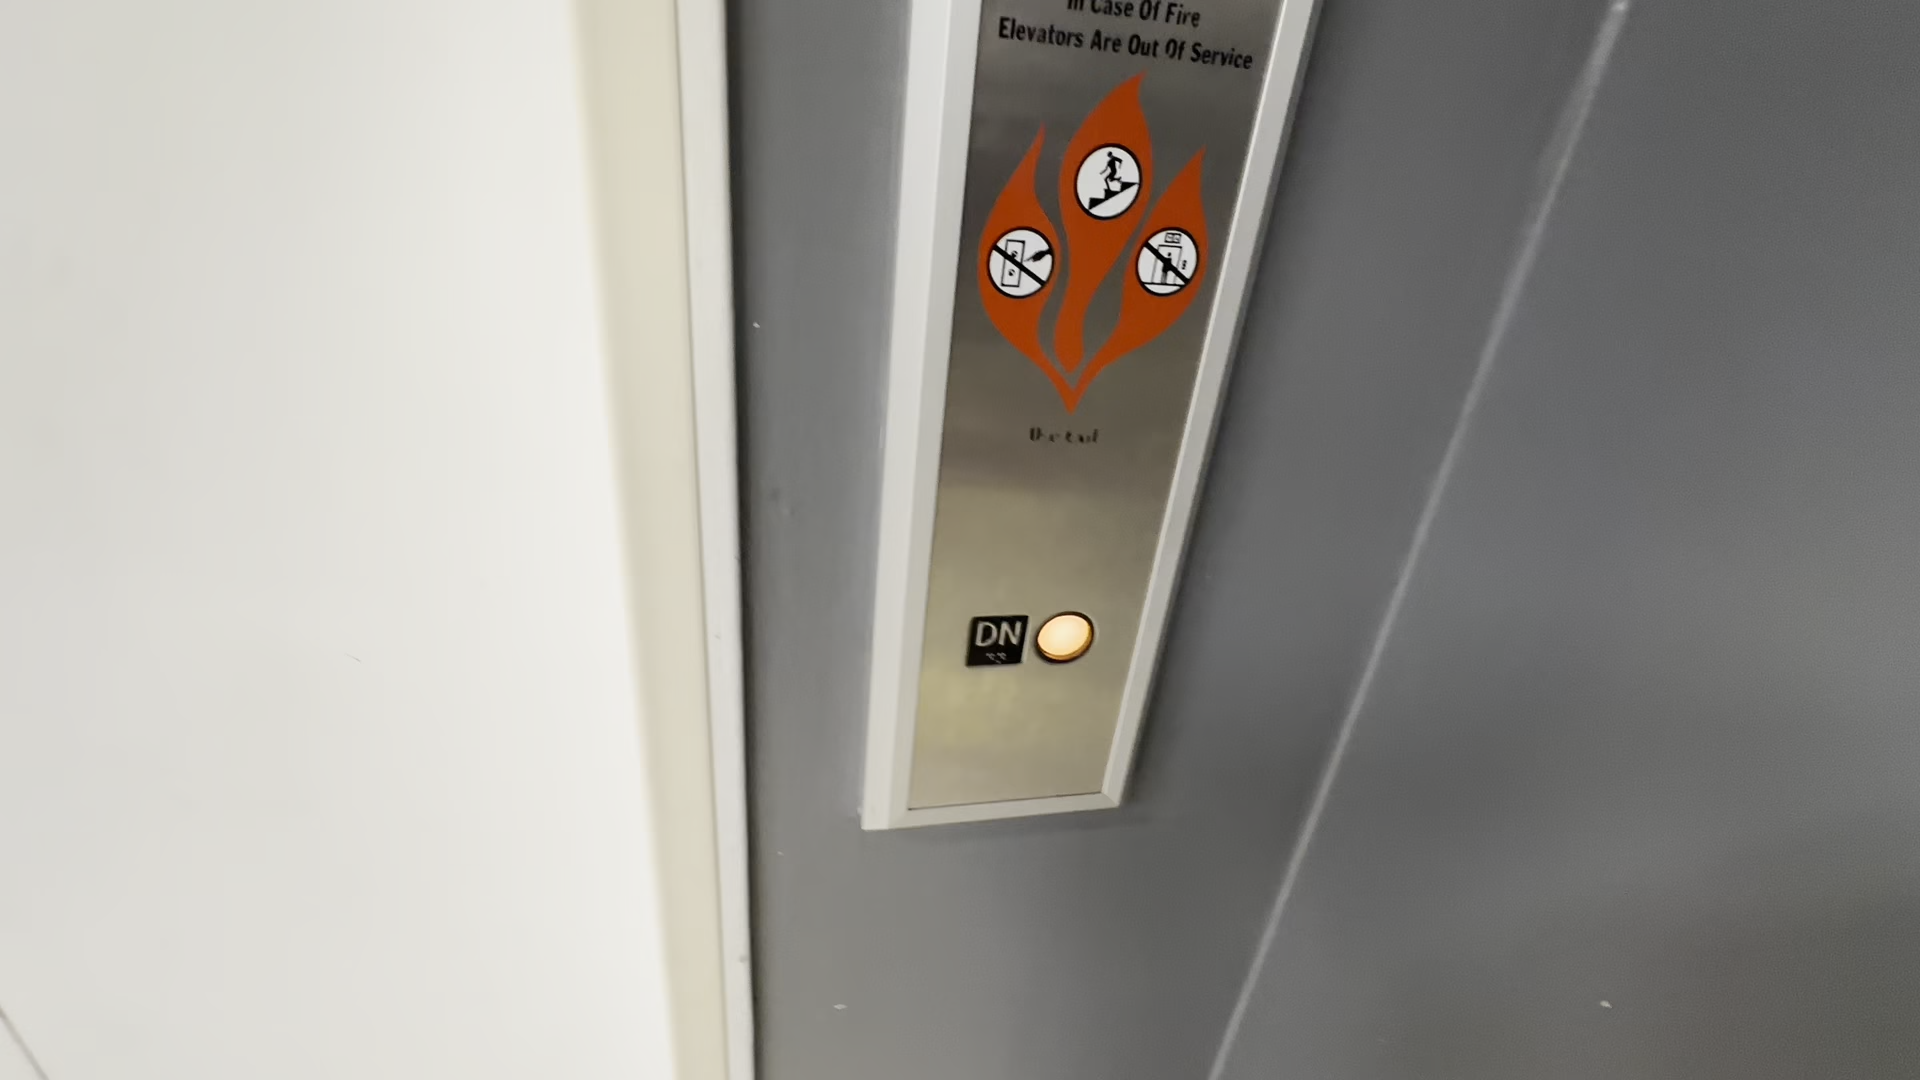 In Case Of Fire
Elevators Are Out Of Service
DN